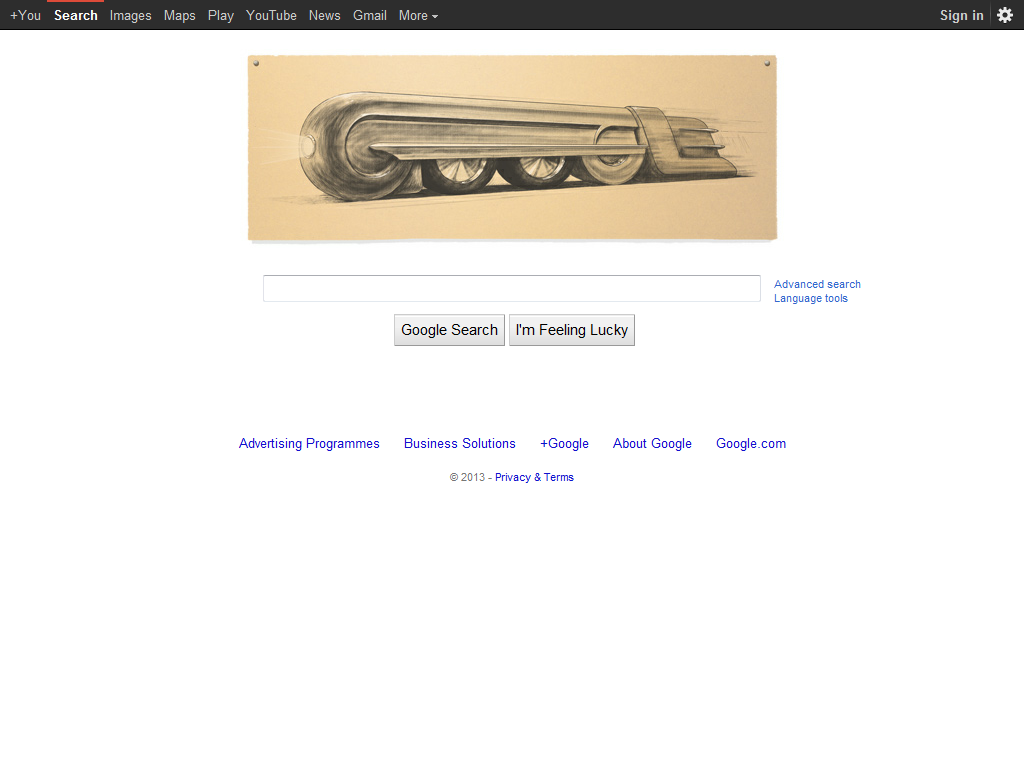 +You Search Images Maps Play YouTube News Gmail More Sign in
Advanced search
Language tools
Google Search I'm Feeling Lucky
Advertising Programmes Business Solutions +Google About Google Google.com
© 2013 - Privacy & Terms